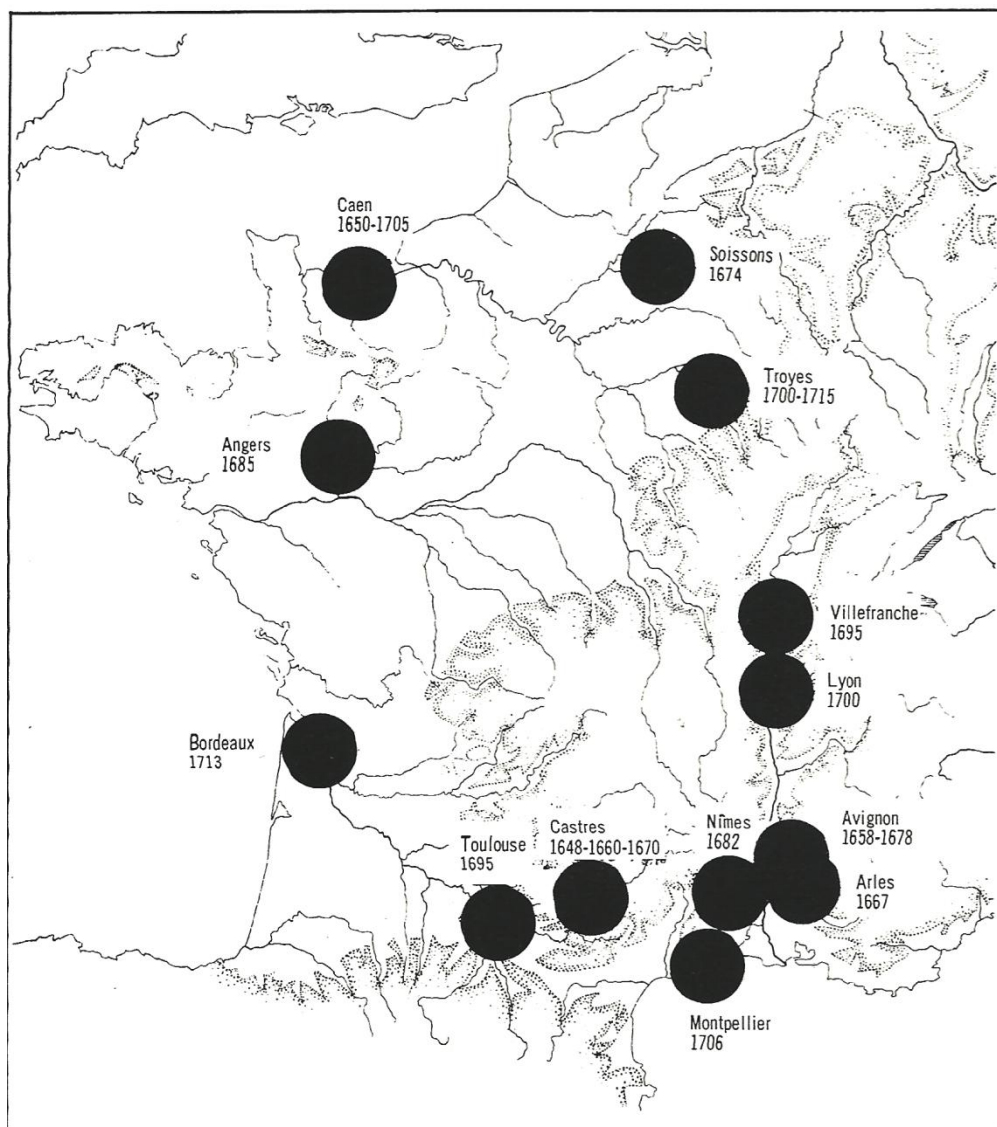 Caen
1650-1705
Soissons
1674
Troyes
1700-1715
Angers
1685
Villefranche
1695
Lyon
1700
Bordeaux
1713
Toulouse
1695
Castres
1648-1660-1670
Nîmes
1682
Avignon
1658-1678
Arles
1667
Montpellier
1706